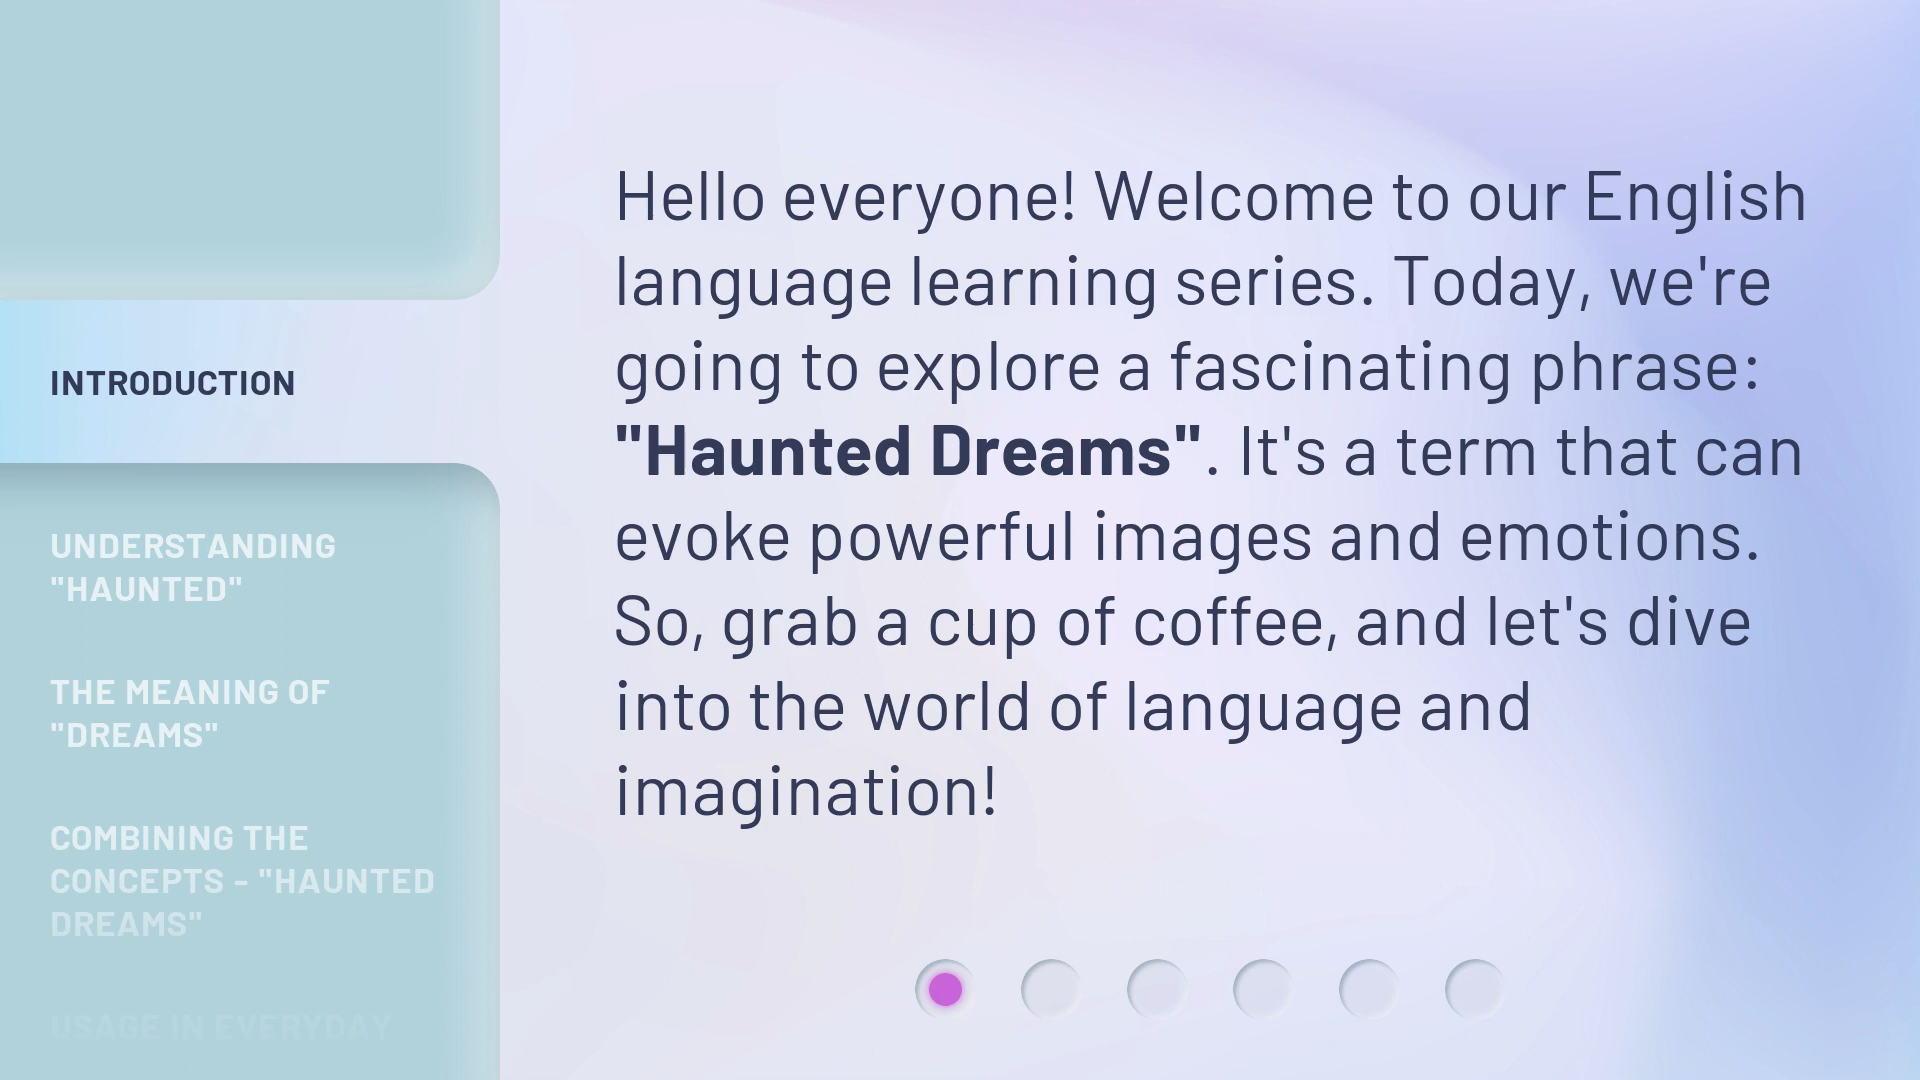 INTRODUCTION
UNDERSTANDING
"HAUNTED"
THE MEANING OF
"DREAMS"
COMBINING THE
CONCEPTS - "HAUNTED
DREAMS"
USAGE IN EVERYDAY
Hello everyone! Welcome to our English
language learning series. Today, we're
going to explore a fascinating phrase:
"Haunted Dreams". It's a term that can
evoke powerful images and emotions.
So, grab a cup of coffee, and let's dive
into the world of language and
imagination!